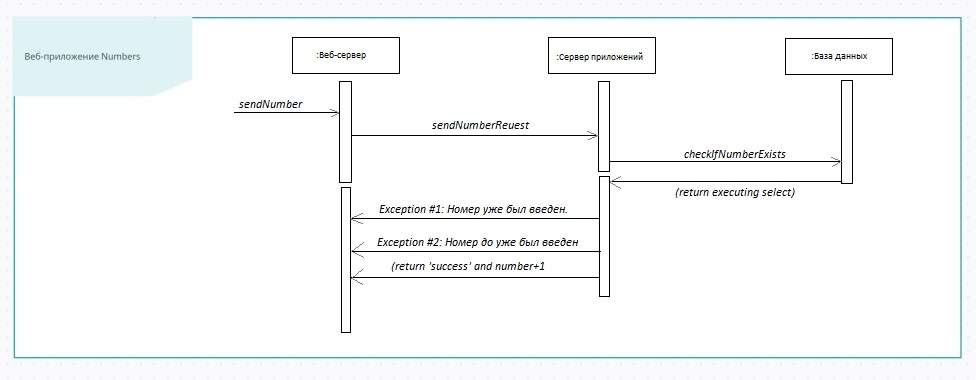 Веб-приложение Numbers
:Веб-сервер
:Сервер приложений
:База данных
sendNumber
sendNumberReuest
checkIfNumberExists
(return executing select)
Exception #1: Номер уже был введен.
Exception #2: Номер до уже был введен
(return 'success' and number+1